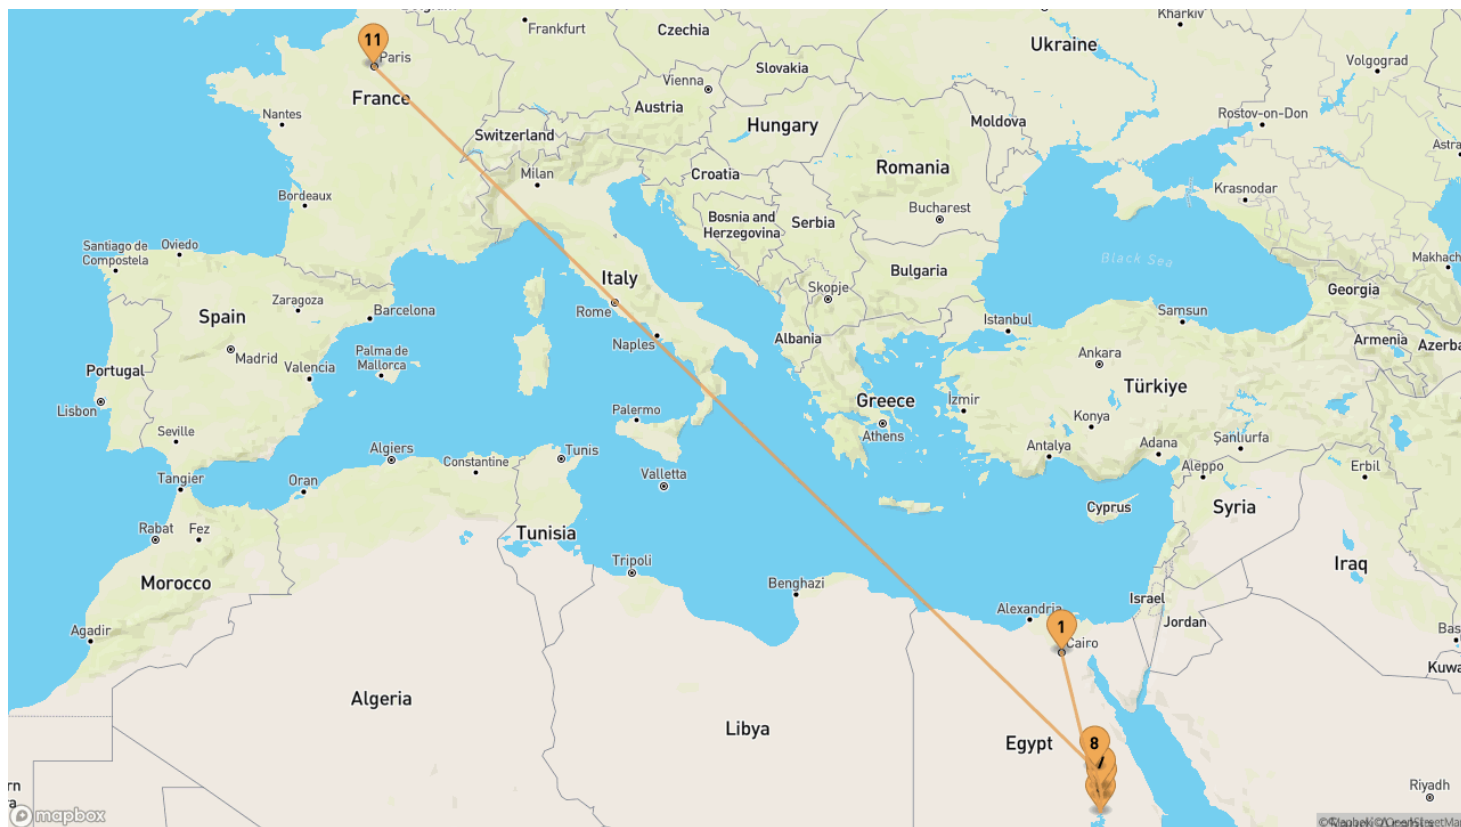 Kharkiv
Frankfurt
Czechia
Ukraine
11
Paris
Volgograd
Slovakia
Vienna
France
Austria
Nantes
Hungary
Moldova
Rostov-on-Don
Switzerland
Astra
Milan
Croatia
Romania
Krasnodar
Bordeaux
Bucharest
Bosnia and
Herzegovina
Serbia
Santiago de
Compostela
Oviedo
Black Sea
Makhach
Bulgaria
Italy
Skopje
Georgia
Zaragoza
Rome
Barcelona
Spain
Istanbul
Samsun
Albania
Armenia
Azerba
Naples
Madrid
Palma de
Mallorca
Ankara
Portugal
Valencia
Türkiye
Greece
İzmir
Lisbon
Palermo
Konya
Seville
Athens
Algiers
Tunis
Antalya
Adana
Şanlıurfa
Constantine
Aleppo
Erbil
Tangier
Oran
Valletta
Cyprus
Syria
Rabat
Fez
Tunisia
Tripoli
Iraq
Morocco
Benghazi
Israel
Alexandria
Jordan
1
Agadir
Bas
Cairo
Kuwa
Algeria
Libya
Egypt
8
Riyadh
rn
a
mapbox
© Mapbox © OpenStreetMap